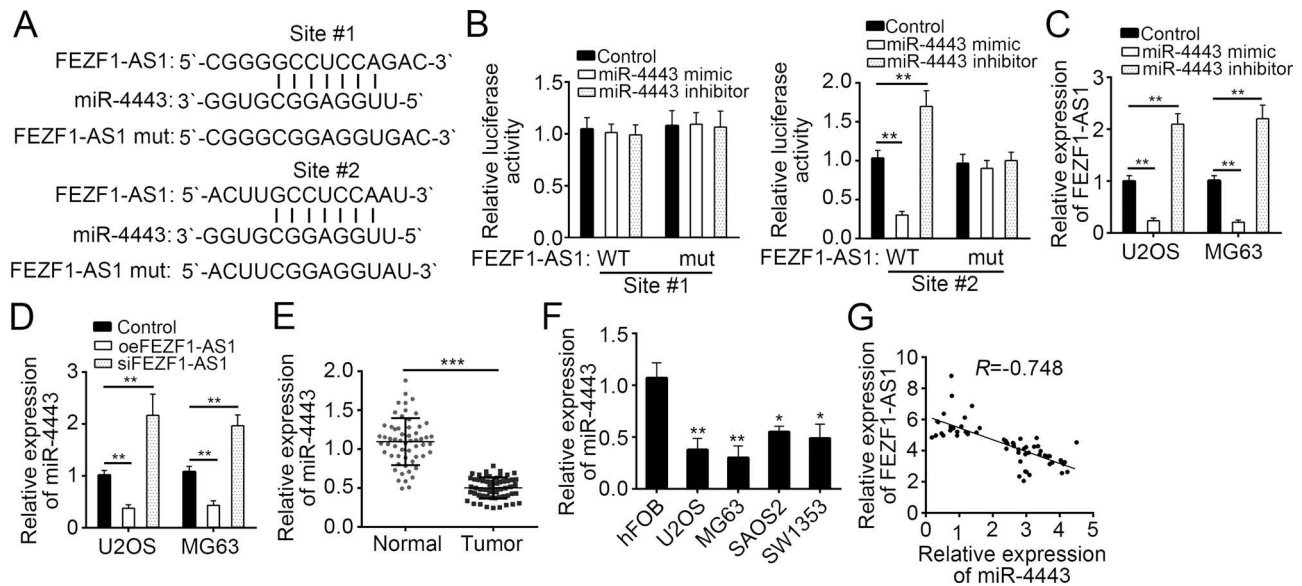 A
Site #1
FEZF1-AS1: 5`-CGGGGCCUCCAGAC-3`
miR-4443: 3`-GGUGCGGAGGUU-5`
FEZF1-AS1 mut: 5`-CGGGCGGAGGUGAC-3`
Site #2
FEZF1-AS1: 5`-ACUUGCCUCCAAU-3`
miR-4443: 3`-GGUGCGGAGGUU-5`
FEZF1-AS1 mut: 5`-ACUUCGGAGGUAU-3`
B
Control
miR-4443 mimic
miR-4443 inhibitor
Relative luciferase
activity
1.5
1.0
0.5
0.0
FEZF1-AS1: WT mut
Site #1
Control
miR-4443 mimic
miR-4443 inhibitor
Relative luciferase
activity
2.0
1.5
1.0
0.5
0.0
**
**
FEZF1-AS1: WT mut
Site #2
C
Control
miR-4443 mimic
miR-4443 inhibitor
Relative expression
of FEZF1-AS1
3
2
1
0
** **
** **
U2OS MG63
D
Control
oeFEZF1-AS1
siFEZF1-AS1
Relative expression
of miR-4443
3
2
1
0
** **
** **
U2OS MG63
E
Relative expression
of miR-4443
2.0
1.5
1.0
0.5
0.0
***
Normal Tumor
F
Relative expression
of miR-4443
1.5
1.0
0.5
0.0
** ** * *
hFOB U2OS MG63 SAOS2 SW1353
G
Relative expression
of FEZF1-AS1
10
8
6
4
2
0
R=-0.748
0 1 2 3 4 5
Relative expression
of miR-4443